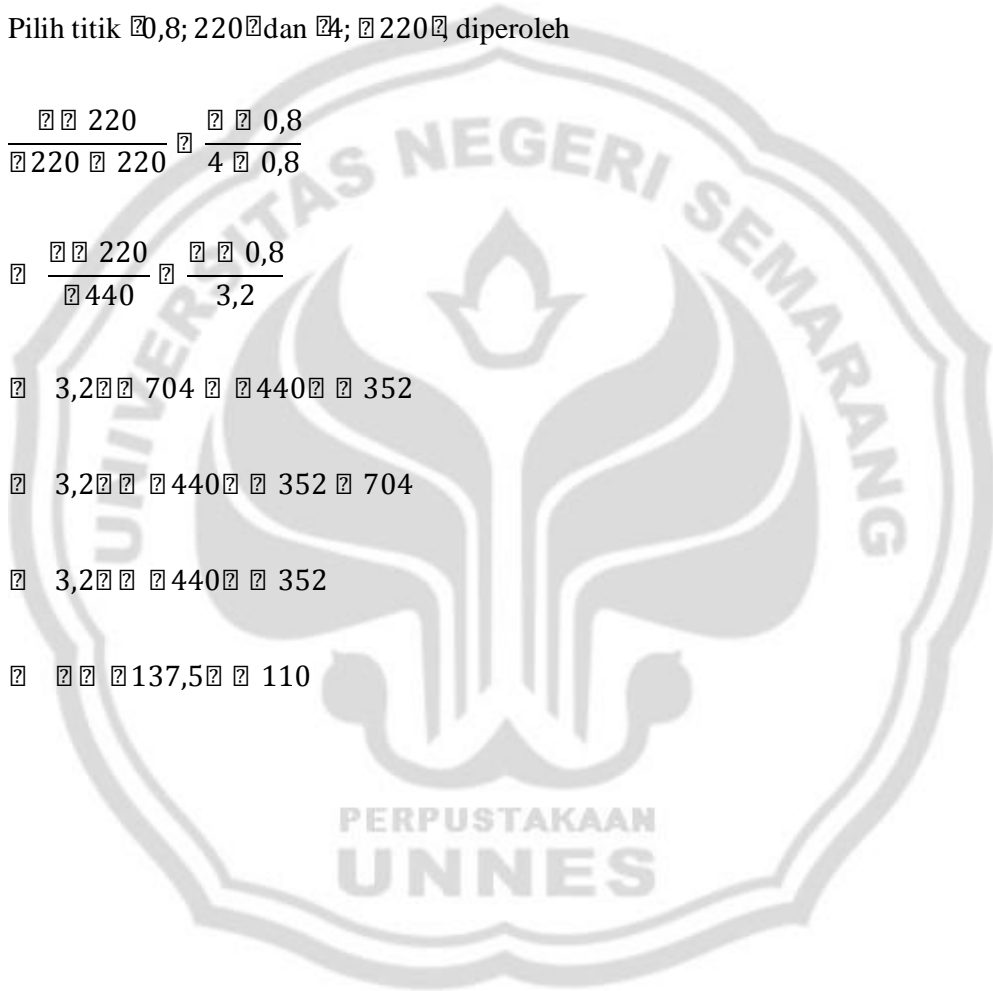 Pilih titik �0,8; 220� dan �4; �220�, diperoleh
�� 220 / �220 � 220 � � � 0,8 / 4 � 0,8
� �� 220 / �440 � � � 0,8 / 3,2
� 3,2�� 704 � �440� � 352
� 3,2�� �440� � 352 � 704
� 3,2�� �440� � 352
� �� �137,5� � 110
UNIVERSITAS NEGERI SEMARANG
PERPUSTAKAAN
UNNES